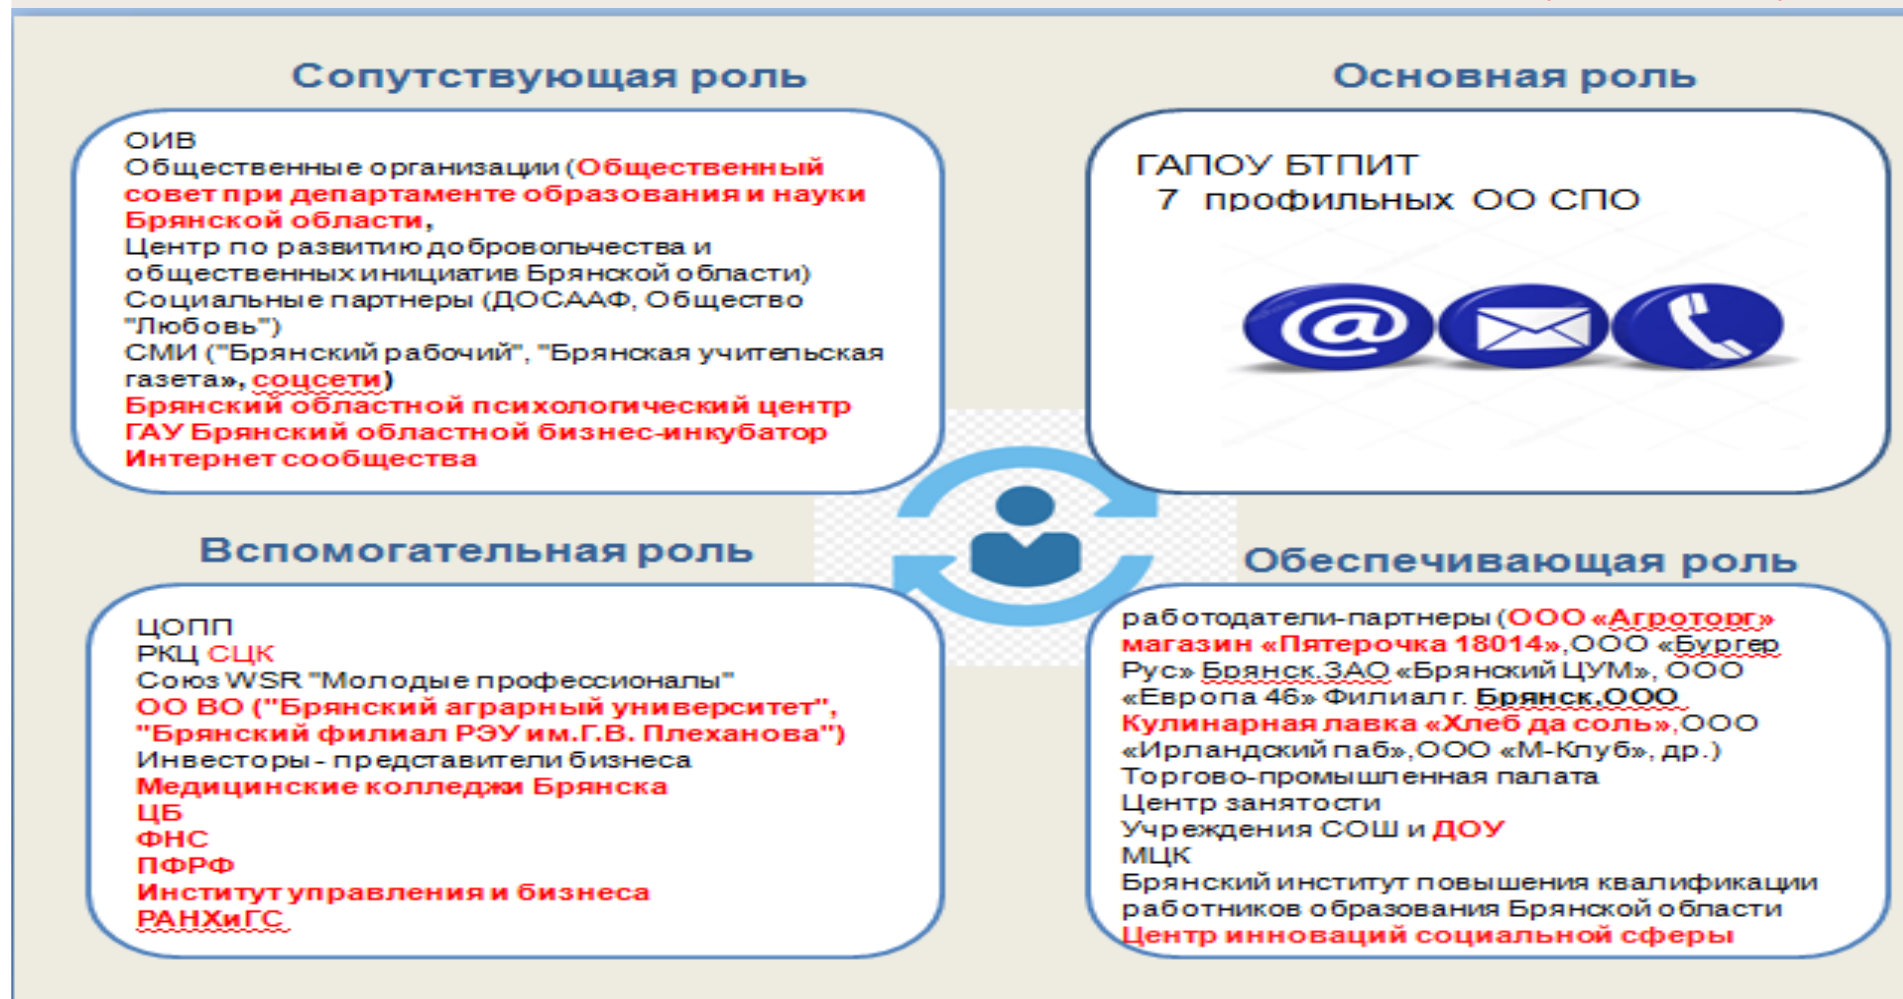 Сопутствующая роль
ОИВ
Общественные организации (Общественный
совет при департаменте образования и науки
Брянской области,
Центр по развитию добровольчества и
общественных инициатив Брянской области)
Социальные партнеры (ДОСААФ, Общество
"Любовь")
СМИ ("Брянский рабочий", "Брянская учительская
газета», соцсети)
Брянский областной психологический центр
ГАУ Брянский областной бизнес-инкубатор
Интернет сообщества
Основная роль
ГАПОУ БТПИТ
7 профильных ОО СПО
@
Вспомогательная роль
ЦОПП
РКЦ СЦК
Союз WSR "Молодые профессионалы"
ОО ВО ("Брянский аграрный университет",
"Брянский филиал РЭУ им.Г.В. Плеханова")
Инвесторы - представители бизнеса
Медицинские колледжи Брянска
ЦБ
ФНС
ПФРФ
Институт управления и бизнеса
РАНХиГС
Обеспечивающая роль
работодатели-партнеры (ООО «Агроторг»
магазин «Пятерочка 18014»,ООО «Бургер
Рус» Брянск.ЗАО «Брянский ЦУМ», ООО
«Европа 46» Филиал г. Брянск,ООО
Кулинарная лавка «Хлеб да соль»,ООО
«Ирландский паб»,ООО «М-Клуб», др.)
Торгово-промышленная палата
Центр занятости
Учреждения СОШ и ДОУ
МЦК
Брянский институт повышения квалификации
работников образования Брянской области
Центр инноваций социальной сферы